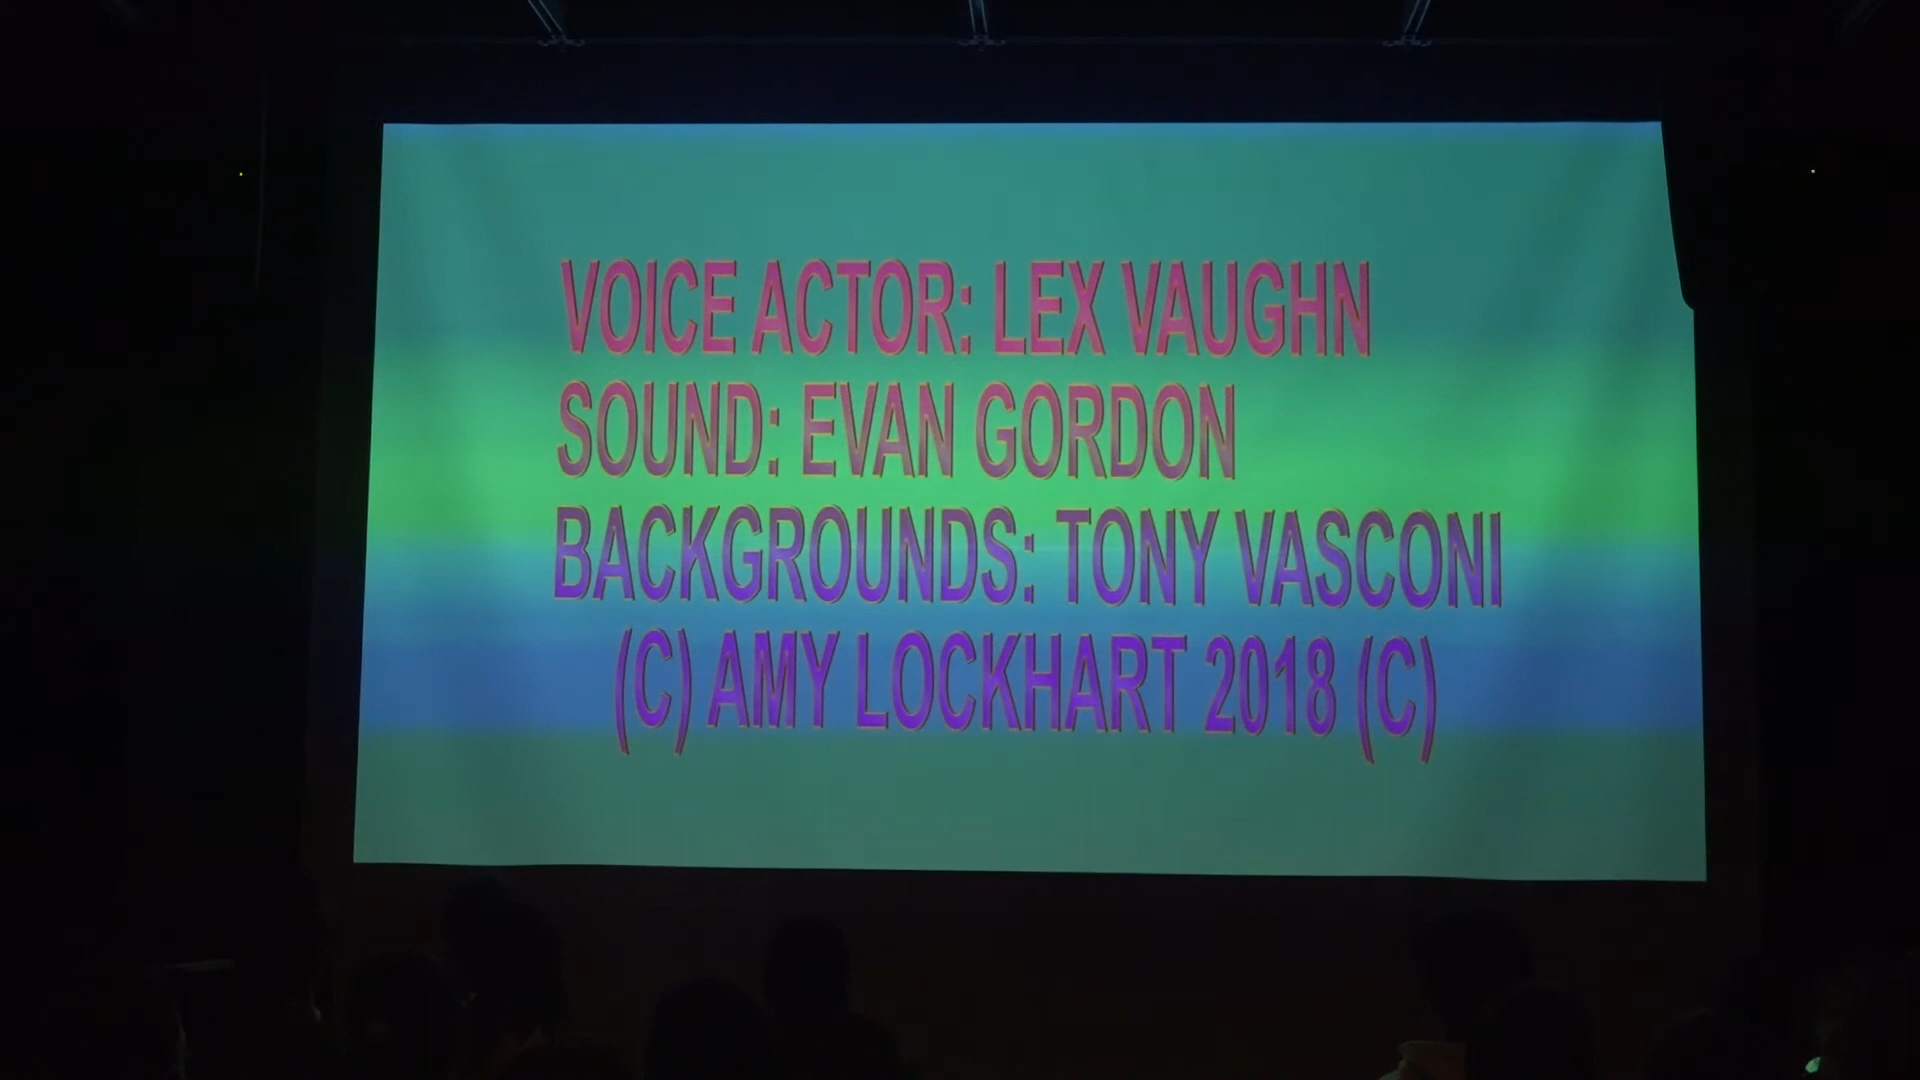 VOICE ACTOR: LEX VAUGHN
SOUND: EVAN GORDON
BACKGROUNDS: TONY VASCONI
(C) AMY LOCKHART 2018 (C)